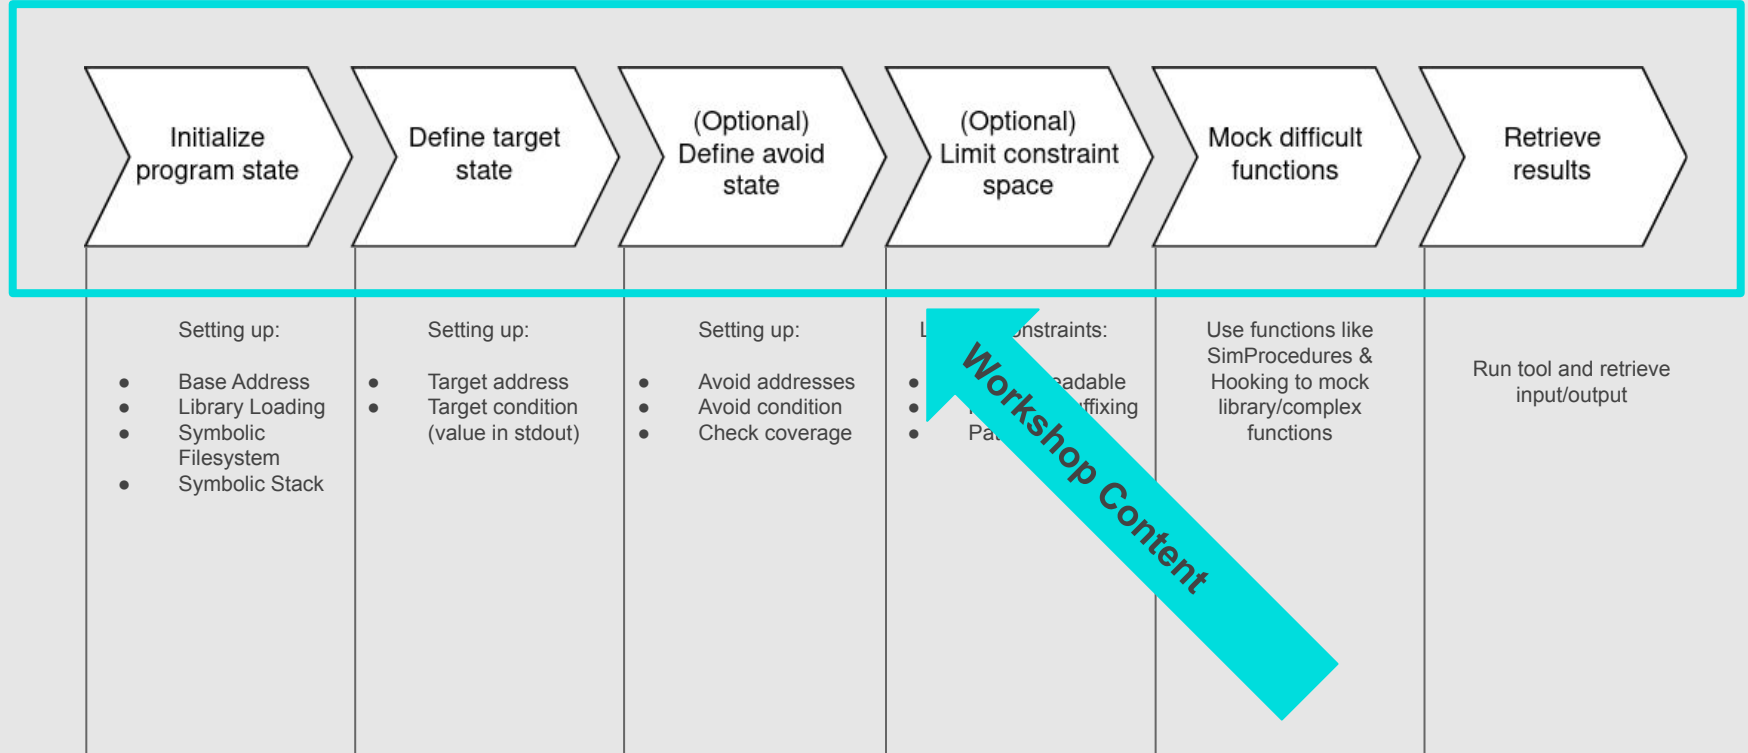 Initialize
program state
Define target
state
(Optional)
Define avoid
state
(Optional)
Limit constraint
space
Mock difficult
functions
Retrieve
results
Setting up:
● Base Address
● Library Loading
● Symbolic
Filesystem
● Symbolic Stack
Setting up:
● Target address
● Target condition
(value in stdout)
Setting up:
● Avoid addresses
● Avoid condition
● Check coverage
Use functions like
SimProcedures &
Hooking to mock
library/complex
functions
Run tool and retrieve
input/output
Workshop Content